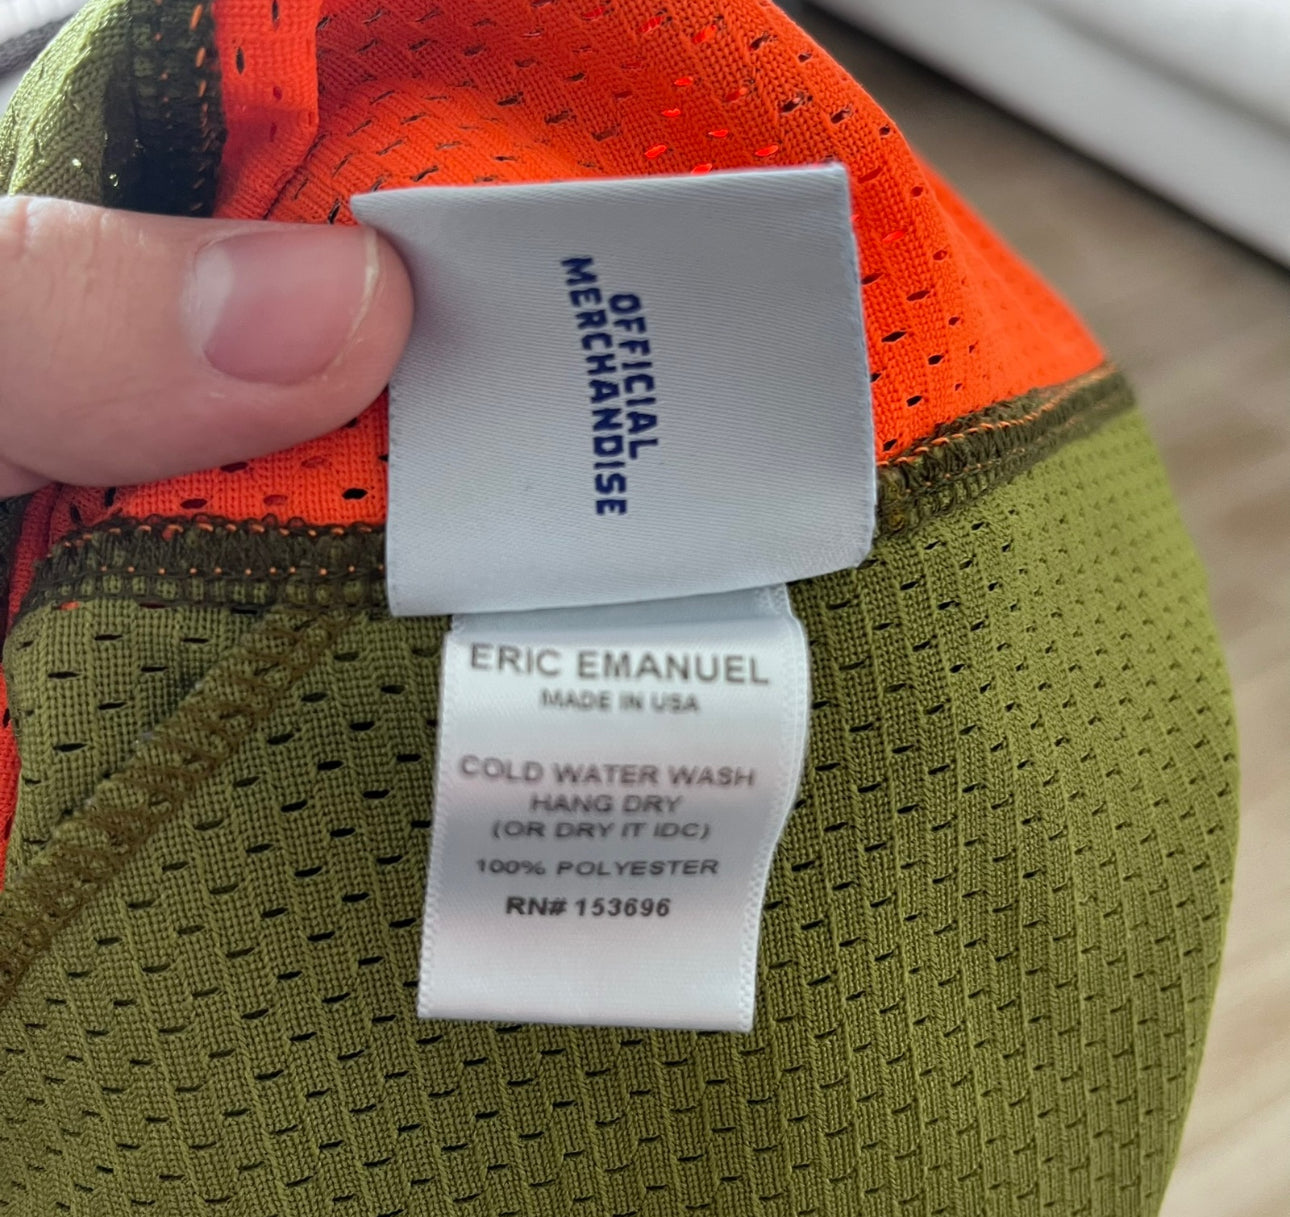 OFFICIAL
MERCHANDISE
ERIC EMANUEL
MADE IN USA
COLD WATER WASH
HANG DRY
(OR DRY IT IDC)
100% POLYESTER
RN# 153696